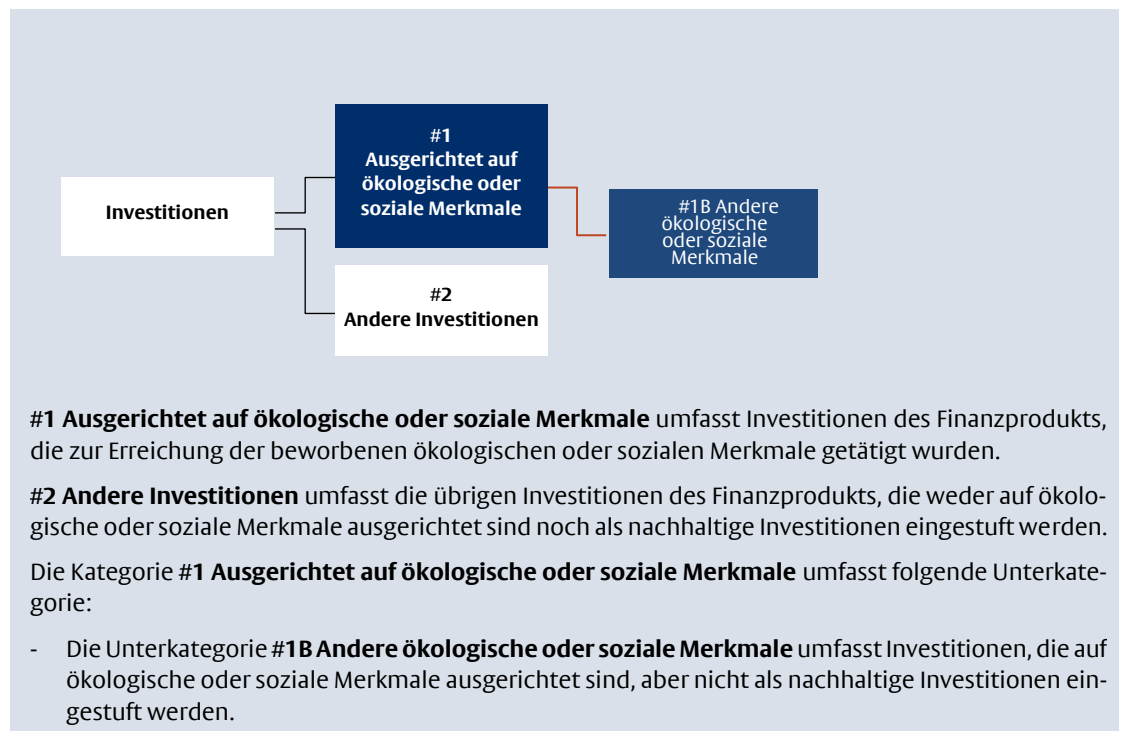 #1
Ausgerichtet auf
ökologische oder
soziale Merkmale
Investitionen
#1B Andere
ökologische
oder soziale
Merkmale
#2
Andere Investitionen
#1 Ausgerichtet auf ökologische oder soziale Merkmale umfasst Investitionen des Finanzprodukts,
die zur Erreichung der beworbenen ökologischen oder sozialen Merkmale getätigt wurden.
#2 Andere Investitionen umfasst die übrigen Investitionen des Finanzprodukts, die weder auf ökolo-
gische oder soziale Merkmale ausgerichtet sind noch als nachhaltige Investitionen eingestuft werden.
Die Kategorie #1 Ausgerichtet auf ökologische oder soziale Merkmale umfasst folgende Unterkate-
gorie:
- Die Unterkategorie #1B Andere ökologische oder soziale Merkmale umfasst Investitionen, die auf
ökologische oder soziale Merkmale ausgerichtet sind, aber nicht als nachhaltige Investitionen ein-
gestuft werden.